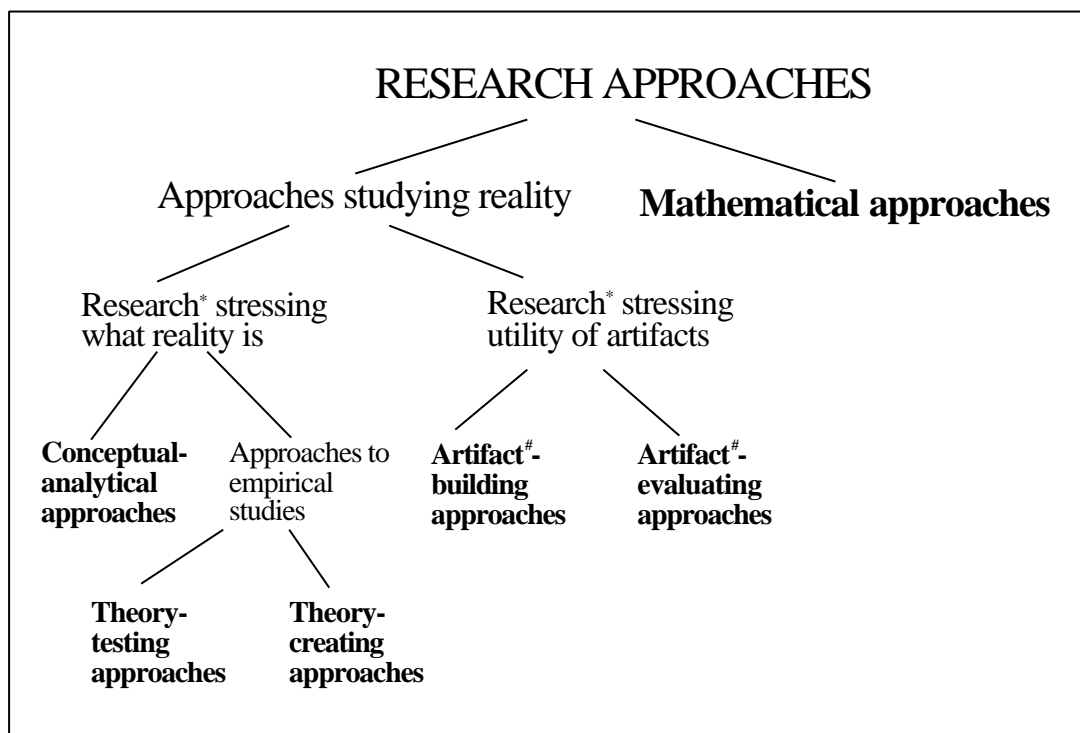 RESEARCH APPROACHES
Approaches studying reality
Mathematical approaches
Research* stressing
what reality is
Research* stressing
utility of artifacts
Conceptual-
analytical
approaches
Approaches to
empirical
studies
Artifact#-
building
approaches
Artifact#-
evaluating
approaches
Theory-
testing
approaches
Theory-
creating
approaches